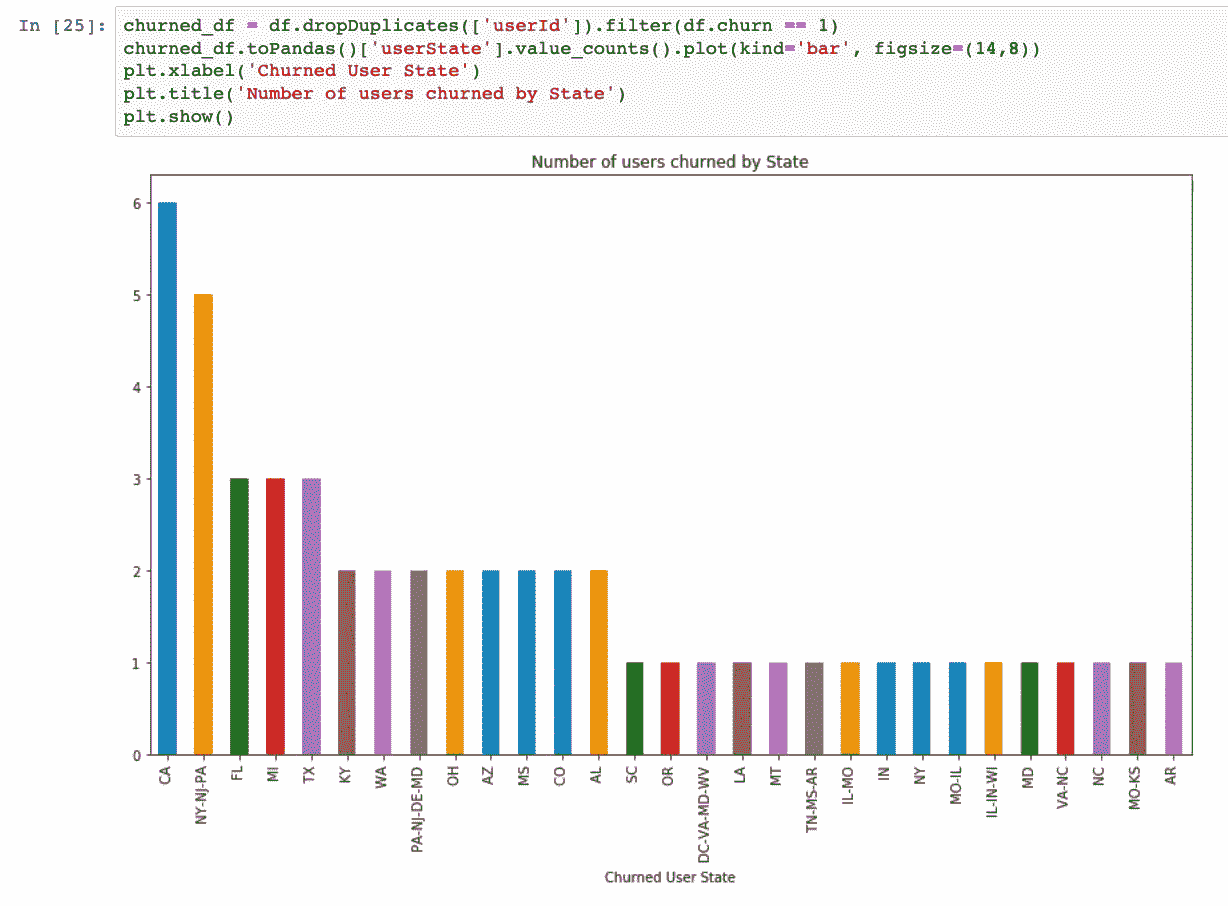 In [25]: churned_df = df.dropDuplicates(['userId']).filter(df.churn == 1)
churned_df.toPandas()['userState'].value_counts().plot(kind='bar', figsize=(14,8))
plt.xlabel('Churned User State')
plt.title('Number of users churned by State')
plt.show()
Number of users churned by State
6
5
4
3
2
1
0
CA
NY-NJ-PA
FL
MI
TX
KY
WA
PA-NJ-DE-MD
OH
AZ
MS
CO
AL
SC
OR
DC-VA-MD-WV
LA
MT
TN-MS-AR
IL-MO
IN
NY
MO-IL
IL-IN-WI
MD
VA-NC
NC
MO-KS
AR
Churned User State